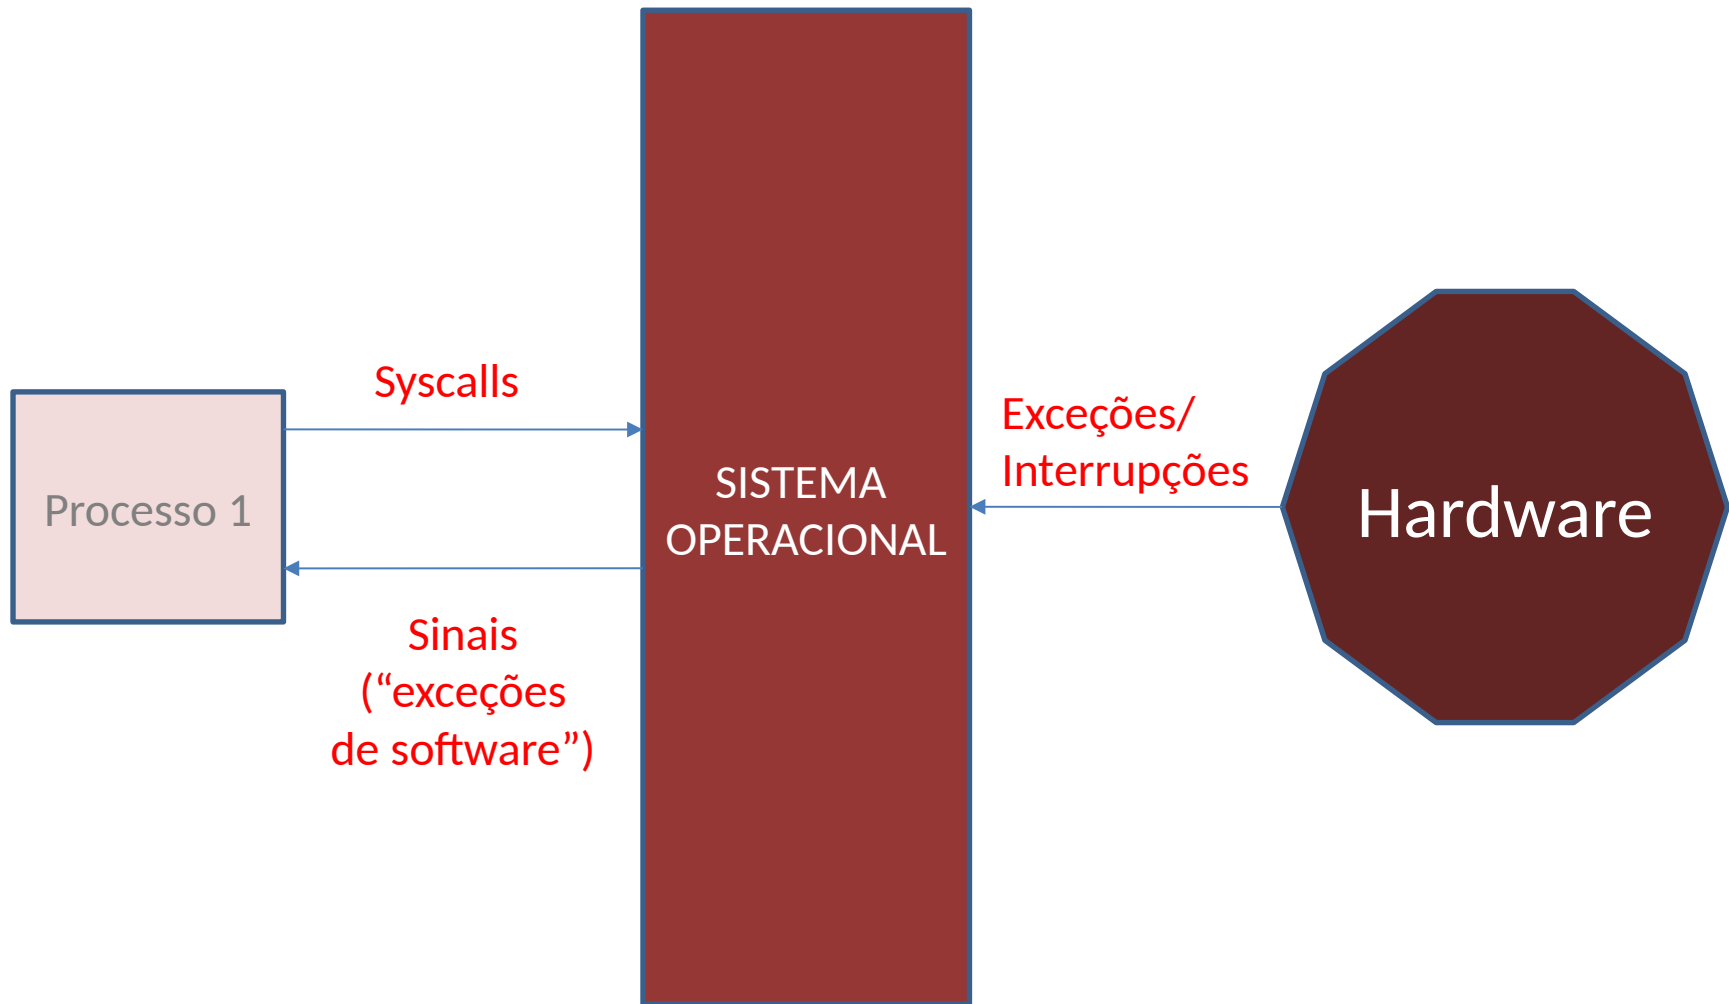 Syscalls
Processo 1
Sinais
(“exceções
de software”)
SISTEMA
OPERACIONAL
Exceções/
Interrupções
Hardware